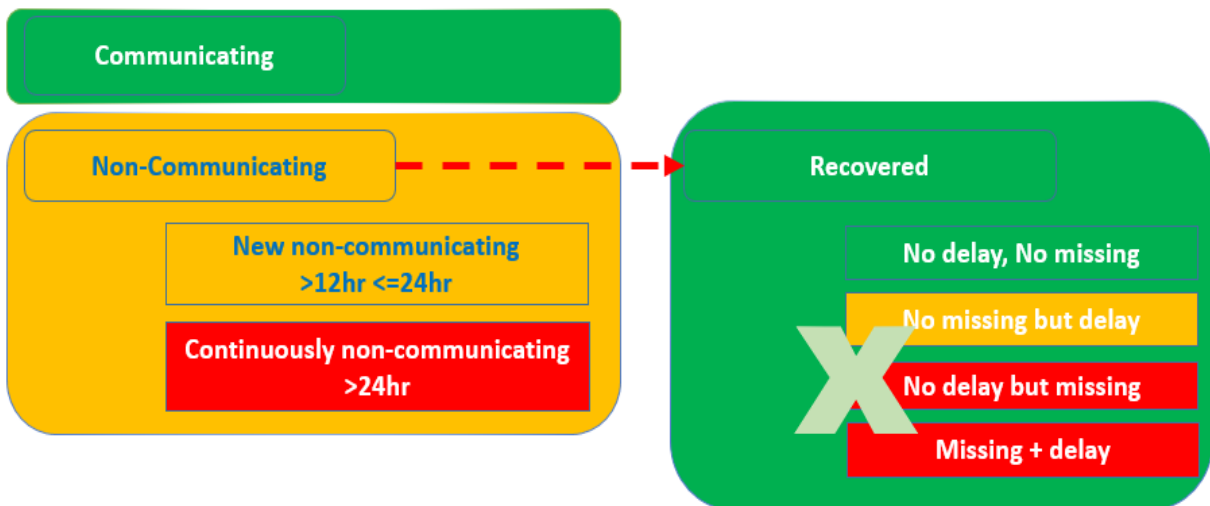 Communicating
Non-Communicating
New non-communicating
>12hr <=24hr
Continuously non-communicating
>24hr
Recovered
No delay, No missing
No missing but delay
No delay but missing
Missing + delay
X